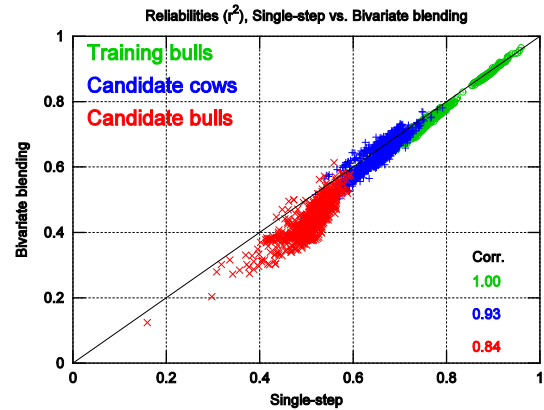 Reliabilities (r²), Single-step vs. Bivariate blending
1
Training bulls
Candidate cows
Candidate bulls
0.8
0.6
0.4
0.2
0
Bivariate blending
Corr.
1.00
0.93
0.84
0 0.2 0.4 0.6 0.8 1
Single-step